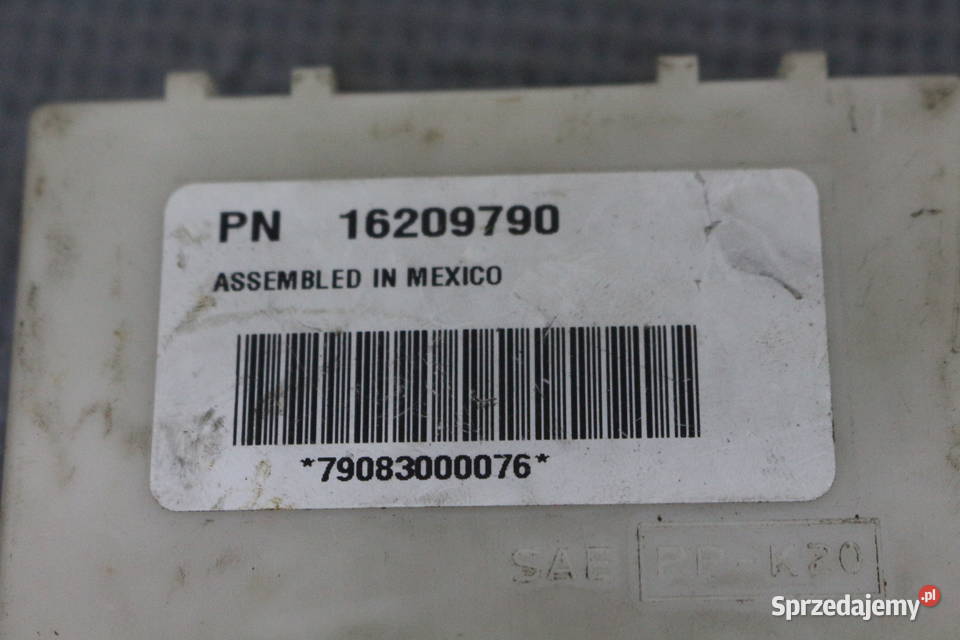 PN 16209790
ASSEMBLED IN MEXICO
*79083000076*
SAE PP-K20
Sprzedajemy.pl